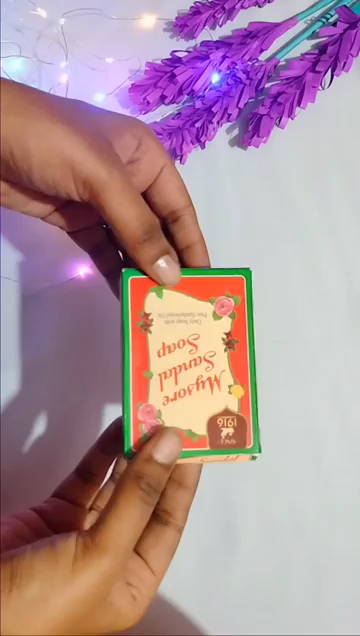 SINCE
1916
Mysore
Sandal
Soap
Only Soap with
Pure Sandalwood Oil